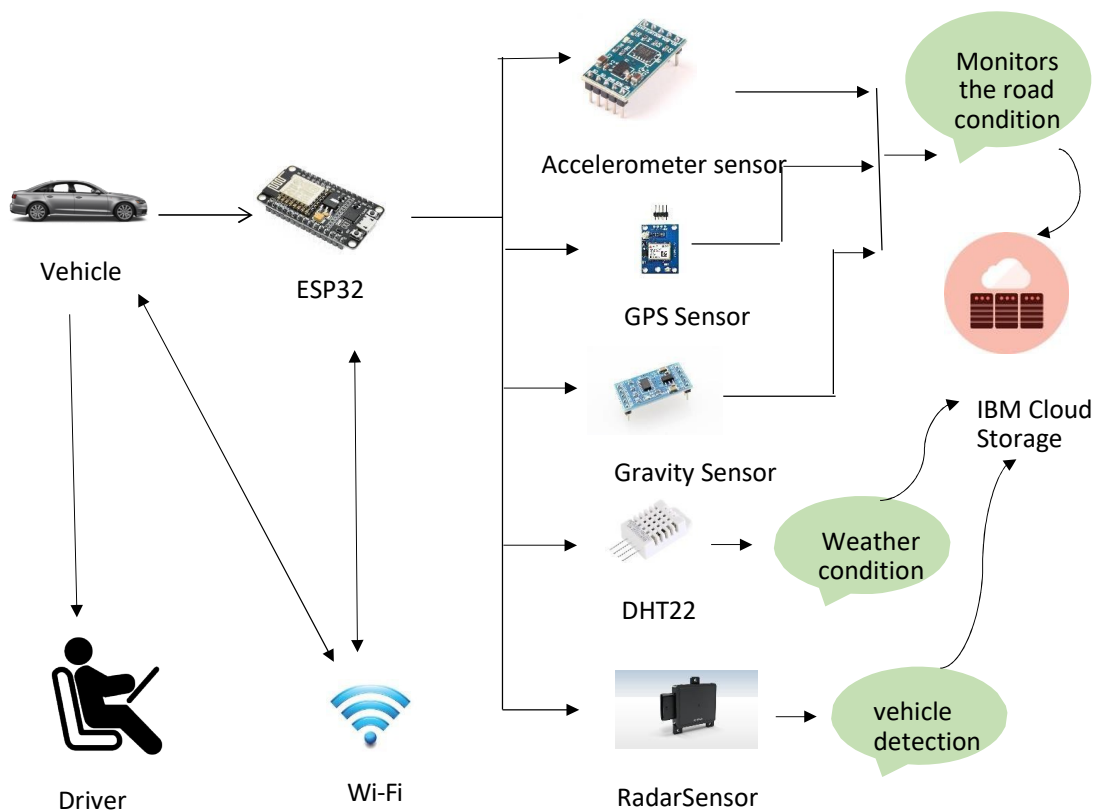 Monitors
the road
condition
Accelerometer sensor
Vehicle
ESP32
GPS Sensor
IBM Cloud
Storage
Gravity Sensor
Weather
condition
DHT22
vehicle
detection
Driver
Wi-Fi
RadarSensor